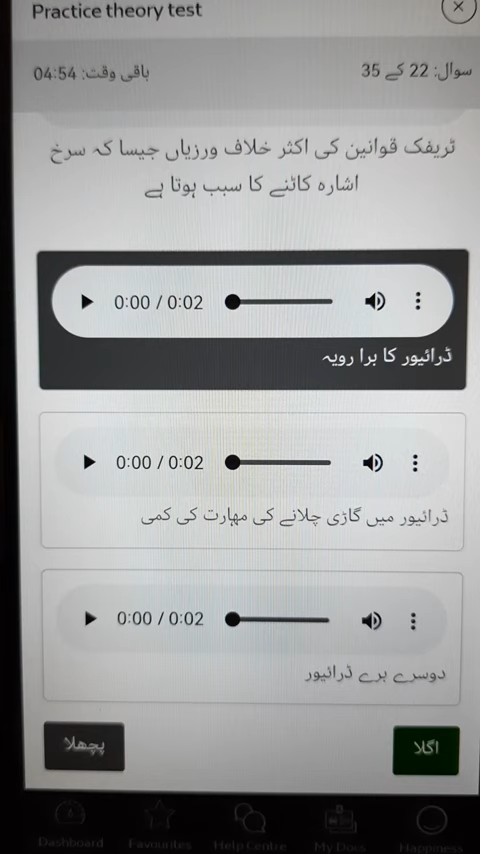 Practice theory test
سوال: 22 کے 35
باقی وقت: 04:54
ٹریفک قوانین کی اکثر خلاف ورزیاں جیسا کہ سرخ
اشارہ کاٹنے کا سبب ہوتا ہے
0:00 / 0:02
ڈرائیور کا برا رویہ
0:00 / 0:02
ڈرائیور میں گاڑی چلانے کی مہارت کی کمی
0:00 / 0:02
دوسرے برے ڈرائیور
پچھلا
اگلا
Dashboard
Favourites
Help Centre
My Docs
Happiness